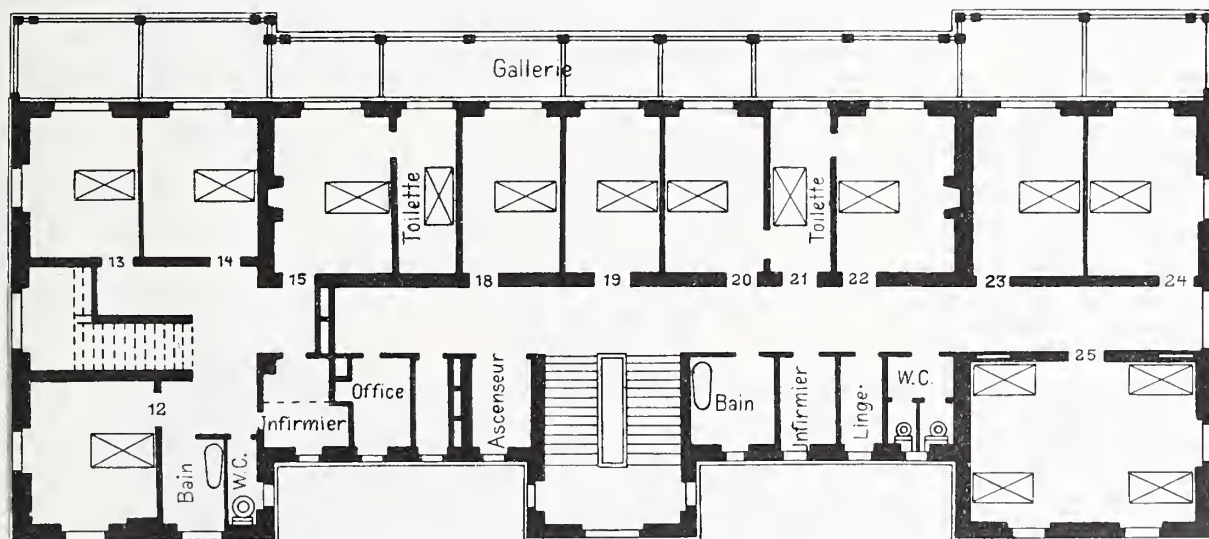 Gallerie
Toilette
Toilette
13
14
15
18
19
20
21
22
23
24
12
25
Infirmier
Office
Ascenseur
Bain
Infirmier
Linge.
W.C.
Bain
W.C.